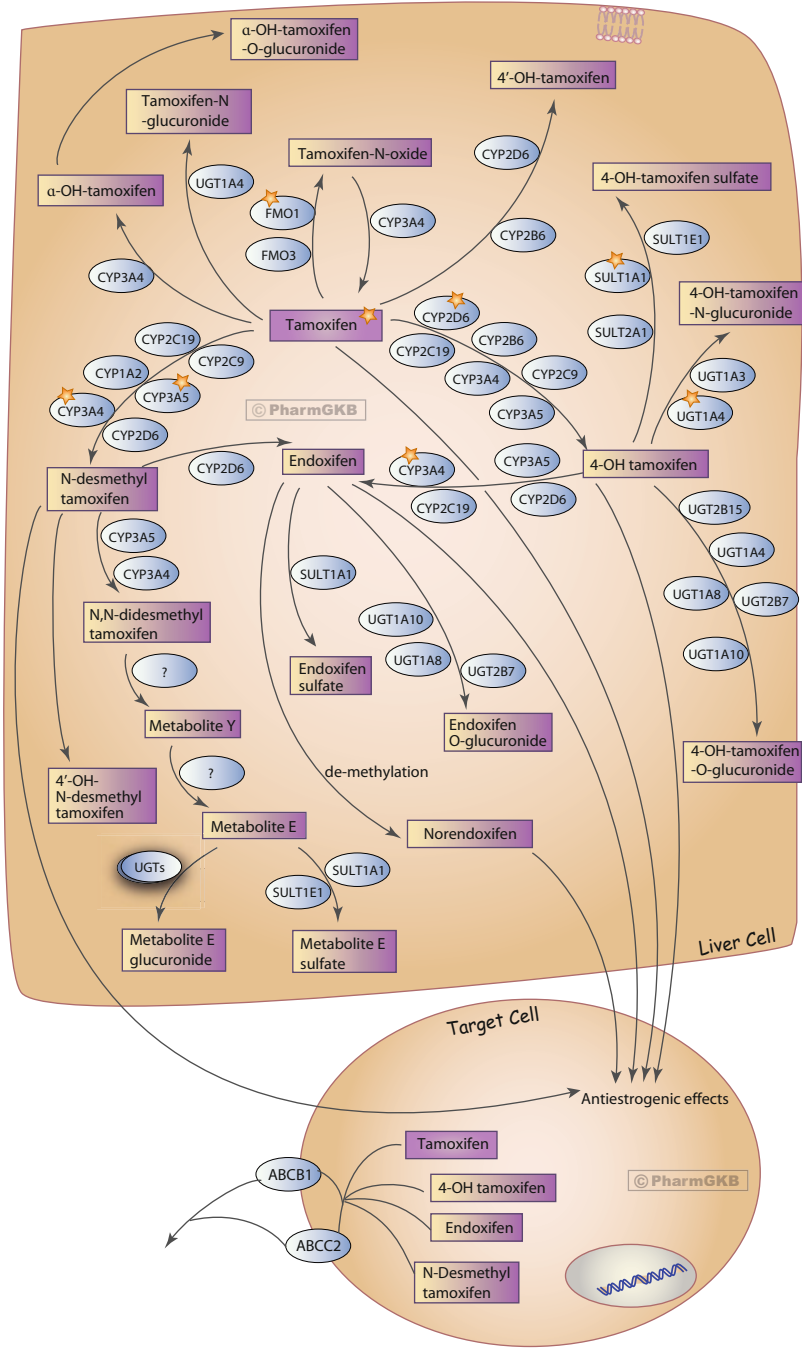 α-OH-tamoxifen
-O-glucuronide
4′-OH-tamoxifen
Tamoxifen-N
-glucuronide
Tamoxifen-N-oxide
CYP2D6
4-OH-tamoxifen sulfate
α-OH-tamoxifen
UGT1A4
FMO1
CYP3A4
CYP2B6
SULT1E1
FMO3
SULT1A1
CYP3A4
4-OH-tamoxifen
-N-glucuronide
Tamoxifen
CYP2D6
SULT2A1
CYP2C19
CYP2B6
CYP2C9
CYP2C19
CYP1A2
CYP3A4
CYP2C9
UGT1A3
CYP3A5
CYP3A4
© PharmGKB
CYP3A5
UGT1A4
CYP2D6
N-desmethyl
tamoxifen
CYP2D6
Endoxifen
CYP3A4
CYP3A5
4-OH tamoxifen
CYP2C19
CYP2D6
UGT2B15
CYP3A5
UGT1A4
CYP3A4
SULT1A1
UGT1A8
UGT2B7
N,N-didesmethyl
tamoxifen
UGT1A10
UGT1A8
UGT2B7
UGT1A10
?
Endoxifen
sulfate
Metabolite Y
Endoxifen
O-glucuronide
4-OH-tamoxifen
-O-glucuronide
?
de-methylation
4′-OH-
N-desmethyl
tamoxifen
Metabolite E
Norendoxifen
UGTs
SULT1A1
SULT1E1
Metabolite E
glucuronide
Metabolite E
sulfate
Liver Cell
Target Cell
Antiestrogenic effects
Tamoxifen
ABCB1
4-OH tamoxifen
© PharmGKB
Endoxifen
ABCC2
N-Desmethyl
tamoxifen